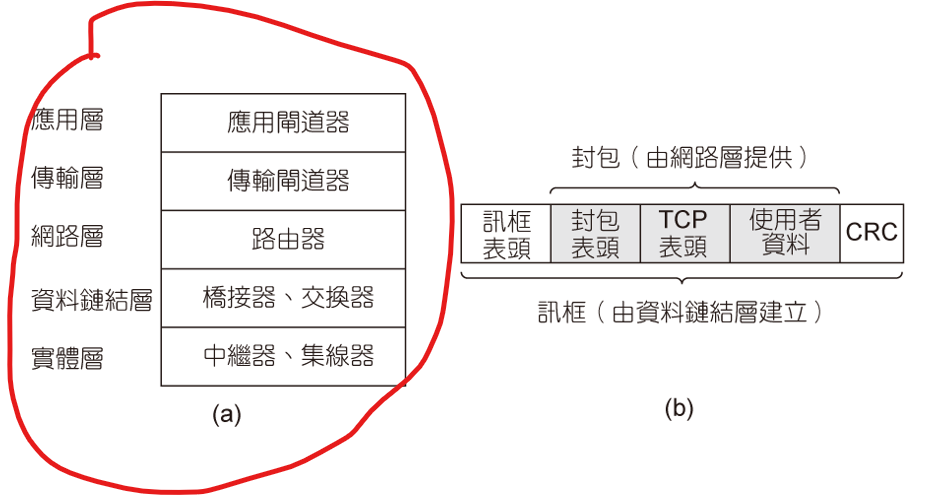 應用層 應用閘道器
傳輸層 傳輸閘道器
網路層 路由器
資料鏈結層 橋接器、交換器
實體層 中繼器、集線器
(a)
封包（由網路層提供）
訊框表頭 封包表頭 TCP表頭 使用者資料 CRC
訊框（由資料鏈結層建立）
(b)